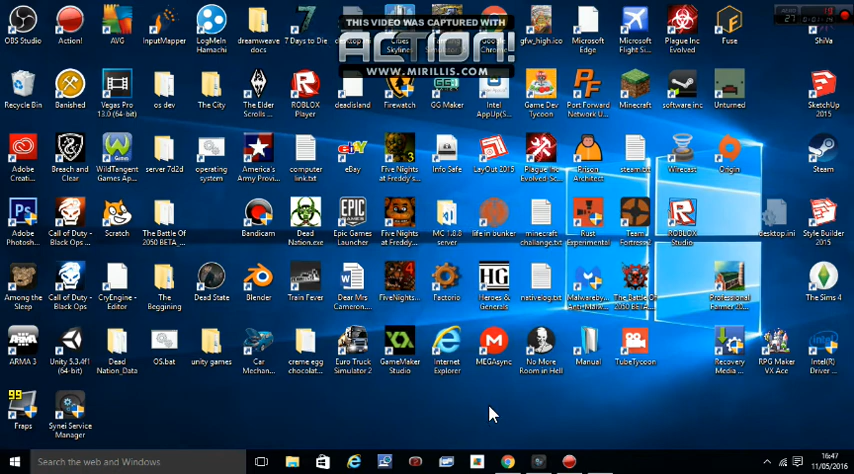 THIS VIDEO WAS CAPTURED WITH
ACTION!
WWW.MIRILLIS.COM
OBS Studio
Action!
AVG
InputMapper
LogMeIn
Hamachi
dreamweave
docs
7 Days to Die
Cities
Skylines
Chrome
gfw_high.ico
Microsoft
Edge
Microsoft
Flight Si...
Plague Inc
Evolved
Fuse
ShiVa
Recycle Bin
Banished
Vegas Pro
13.0 (64-bit)
os dev
The City
The Elder
Scrolls ...
ROBLOX
Player
deadisland
Firewatch
GG Maker
Intel
AppUp(S...
Game Dev
Tycoon
Port Forward
Network U...
Minecraft
software inc
Unturned
SketchUp
2015
Adobe
Creati...
Breach and
Clear
WildTangent
Games Ap...
server 7d2d
operating
system
America's
Army Provi...
computer
link.txt
eBay
Five Nights
at Freddy's...
Info Safe
LayOut 2015
Plague Inc
Evolved Sc...
Prison
Architect
steam.txt
Wirecast
Origin
Steam
Adobe
Photosh...
Call of Duty -
Black Ops ...
Scratch
The Battle Of
2050 BETA_...
Bandicam
Dead
Nation.exe
Epic Games
Launcher
Five Nights
at Freddy...
MC 1.8.8
server
life in bunker
minecraft
challange.txt
Rust
Experimental
Team
Fortress 2
ROBLOX
Studio
desktop.ini
Style Builder
2015
Among the
Sleep
Call of Duty -
Black Ops ...
CryEngine -
Editor
The
Beggining
Dead State
Blender
Train Fever
Dear Mrs
Cameron....
FiveNights...
Factorio
Heroes &
Generals
nativelog.txt
Malwareby...
Anti-Malw...
The Battle Of
2050 BETA...
Professional
Farmer 20...
The Sims 4
ARMA 3
Unity 5.3.4f1
(64-bit)
Dead
Nation_Data
OS.bat
unity games
Car
Mechan...
creme egg
chocolat...
Euro Truck
Simulator 2
GameMaker
Studio
Internet
Explorer
MEGAsync
No More
Room in Hell
Manual
TubeTycoon
Recovery
Media ...
RPG Maker
VX Ace
Intel(R)
Driver ...
99
Fraps
Synei Service
Manager
Search the web and Windows
16:47
11/05/2016